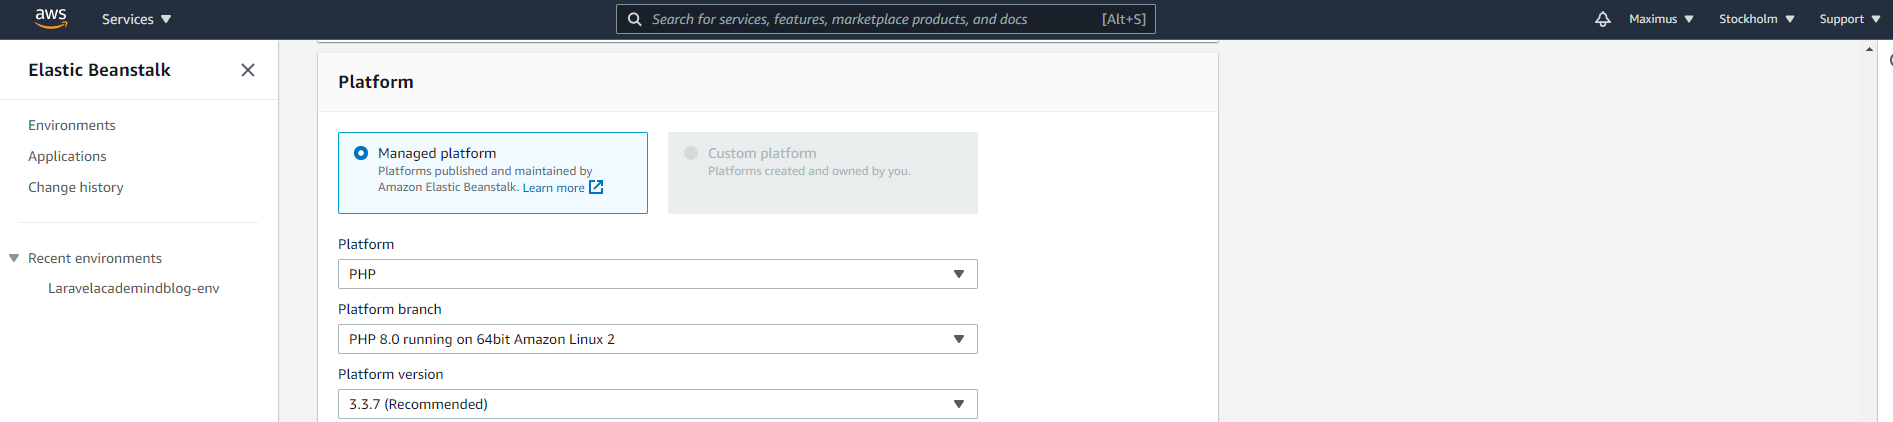 aws
Services
Search for services, features, marketplace products, and docs
[Alt+S]
Maximus
Stockholm
Support
Elastic Beanstalk
Environments
Applications
Change history
Recent environments
Laravelacademindblog-env
Platform
Managed platform
Platforms published and maintained by
Amazon Elastic Beanstalk. Learn more
Custom platform
Platforms created and owned by you.
Platform
PHP
Platform branch
PHP 8.0 running on 64bit Amazon Linux 2
Platform version
3.3.7 (Recommended)